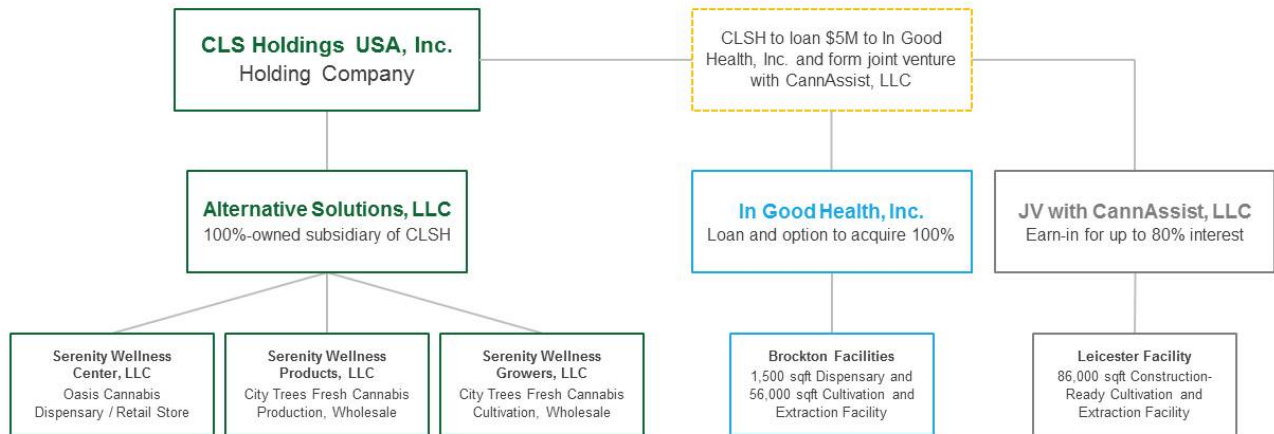 CLS Holdings USA, Inc.
Holding Company
CLSH to loan $5M to In Good
Health, Inc. and form joint venture
with CannAssist, LLC
Alternative Solutions, LLC
100%-owned subsidiary of CLSH
In Good Health, Inc.
Loan and option to acquire 100%
JV with CannAssist, LLC
Earn-in for up to 80% interest
Serenity Wellness
Center, LLC
Oasis Cannabis
Dispensary / Retail Store
Serenity Wellness
Products, LLC
City Trees Fresh Cannabis
Production, Wholesale
Serenity Wellness
Growers, LLC
City Trees Fresh Cannabis
Cultivation, Wholesale
Brockton Facilities
1,500 sqft Dispensary and
56,000 sqft Cultivation and
Extraction Facility
Leicester Facility
86,000 sqft Construction-
Ready Cultivation and
Extraction Facility